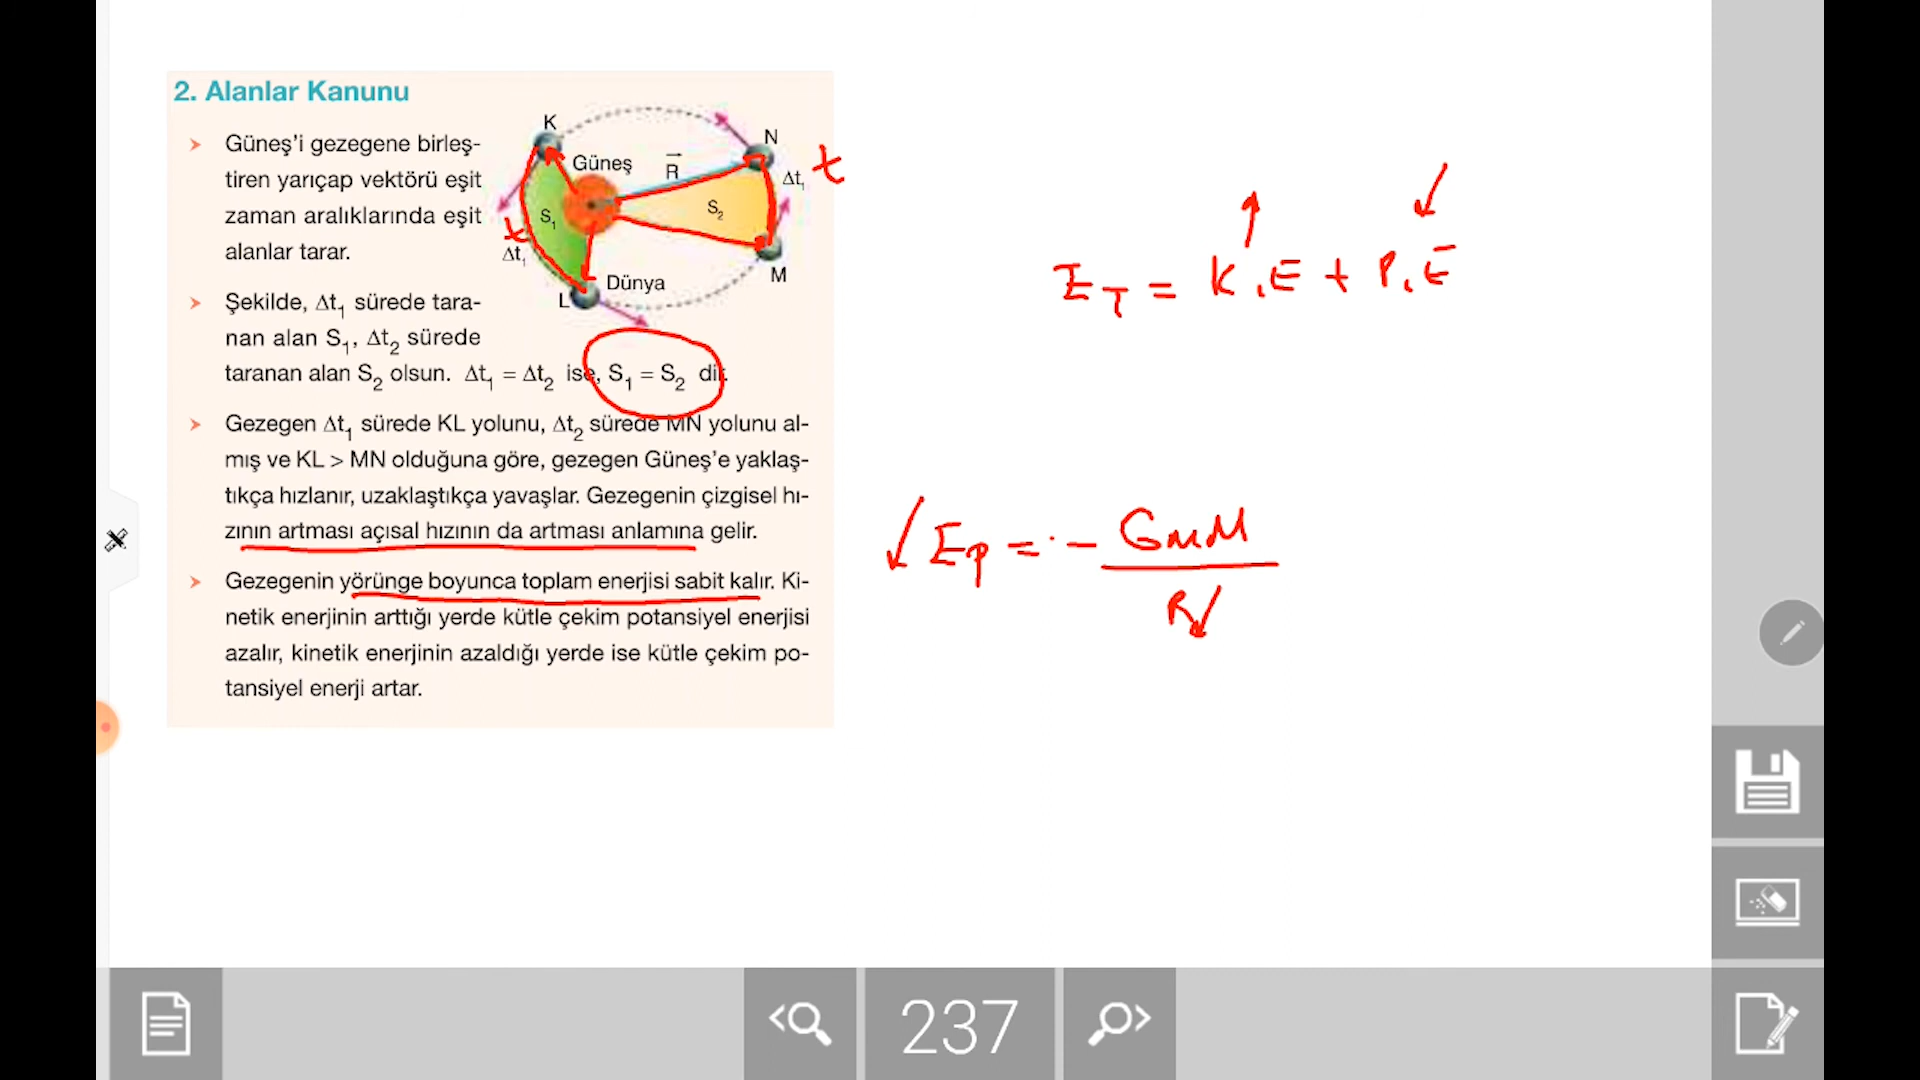 2. Alanlar Kanunu
Güneş'i gezegene birleş-
tiren yarıçap vektörü eşit
zaman aralıklarında eşit
alanlar tarar.
Şekilde, Δt₁ sürede tara-
nan alan S₁, Δt₂ sürede
taranan alan S₂ olsun. Δt₁ = Δt₂ ise, S₁ = S₂ dir.
Gezegen Δt₁ sürede KL yolunu, Δt₂ sürede MN yolunu al-
mış ve KL > MN olduğuna göre, gezegen Güneş'e yaklaş-
tıkça hızlanır, uzaklaştıkça yavaşlar. Gezegenin çizgisel hı-
zının artması açısal hızının da artması anlamına gelir.
Gezegenin yörünge boyunca toplam enerjisi sabit kalır. Ki-
netik enerjinin arttığı yerde kütle çekim potansiyel enerjisi
azalır, kinetik enerjinin azaldığı yerde ise kütle çekim po-
tansiyel enerji artar.
K
N
Güneş
R
Δt₁ t
S₁
S₂
t
Δt₁
M
Dünya
L
E_T = K.E + P.E
Ep = - GmM
R
237